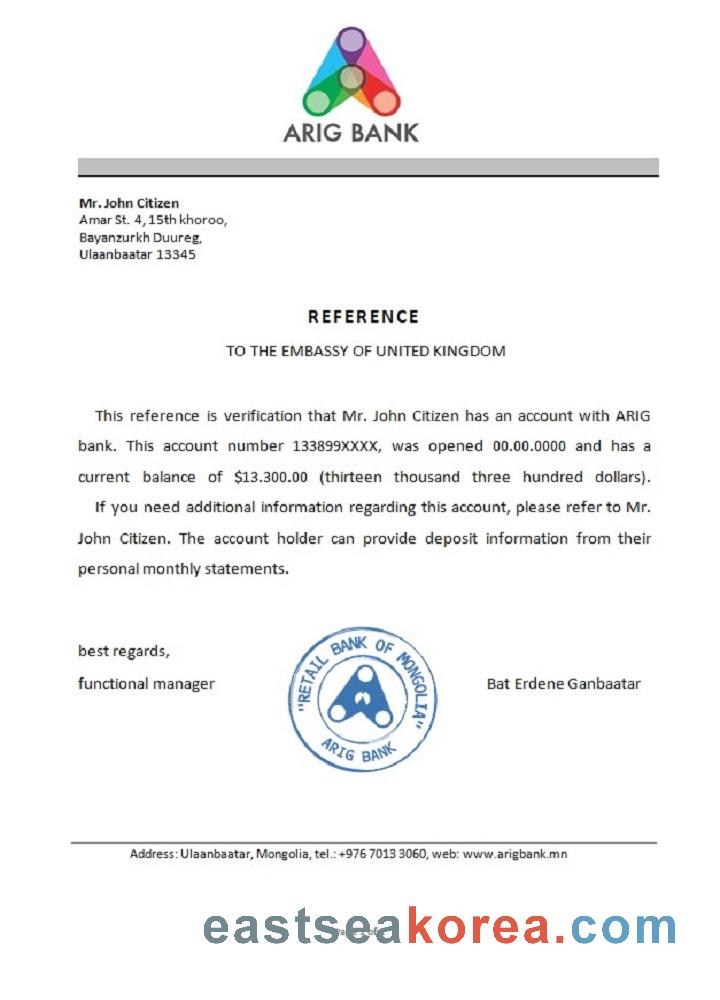 ARIG BANK
Mr. John Citizen
Amar St. 4, 15th khoroo,
Bayanzurkh Duureg,
Ulaanbaatar 13345
REFERENCE
TO THE EMBASSY OF UNITED KINGDOM
This reference is verification that Mr. John Citizen has an account with ARIG
bank. This account number 133899XXXX, was opened 00.00.0000 and has a
current balance of $13.300.00 (thirteen thousand three hundred dollars).
If you need additional information regarding this account, please refer to Mr.
John Citizen. The account holder can provide deposit information from their
personal monthly statements.
best regards,
functional manager
"RETAIL BANK OF MONGOLIA"
ARIG BANK
Bat Erdene Ganbaatar
Address: Ulaanbaatar, Mongolia, tel.: +976 7013 3060, web: www.arigbank.mn
eastseakorea.com